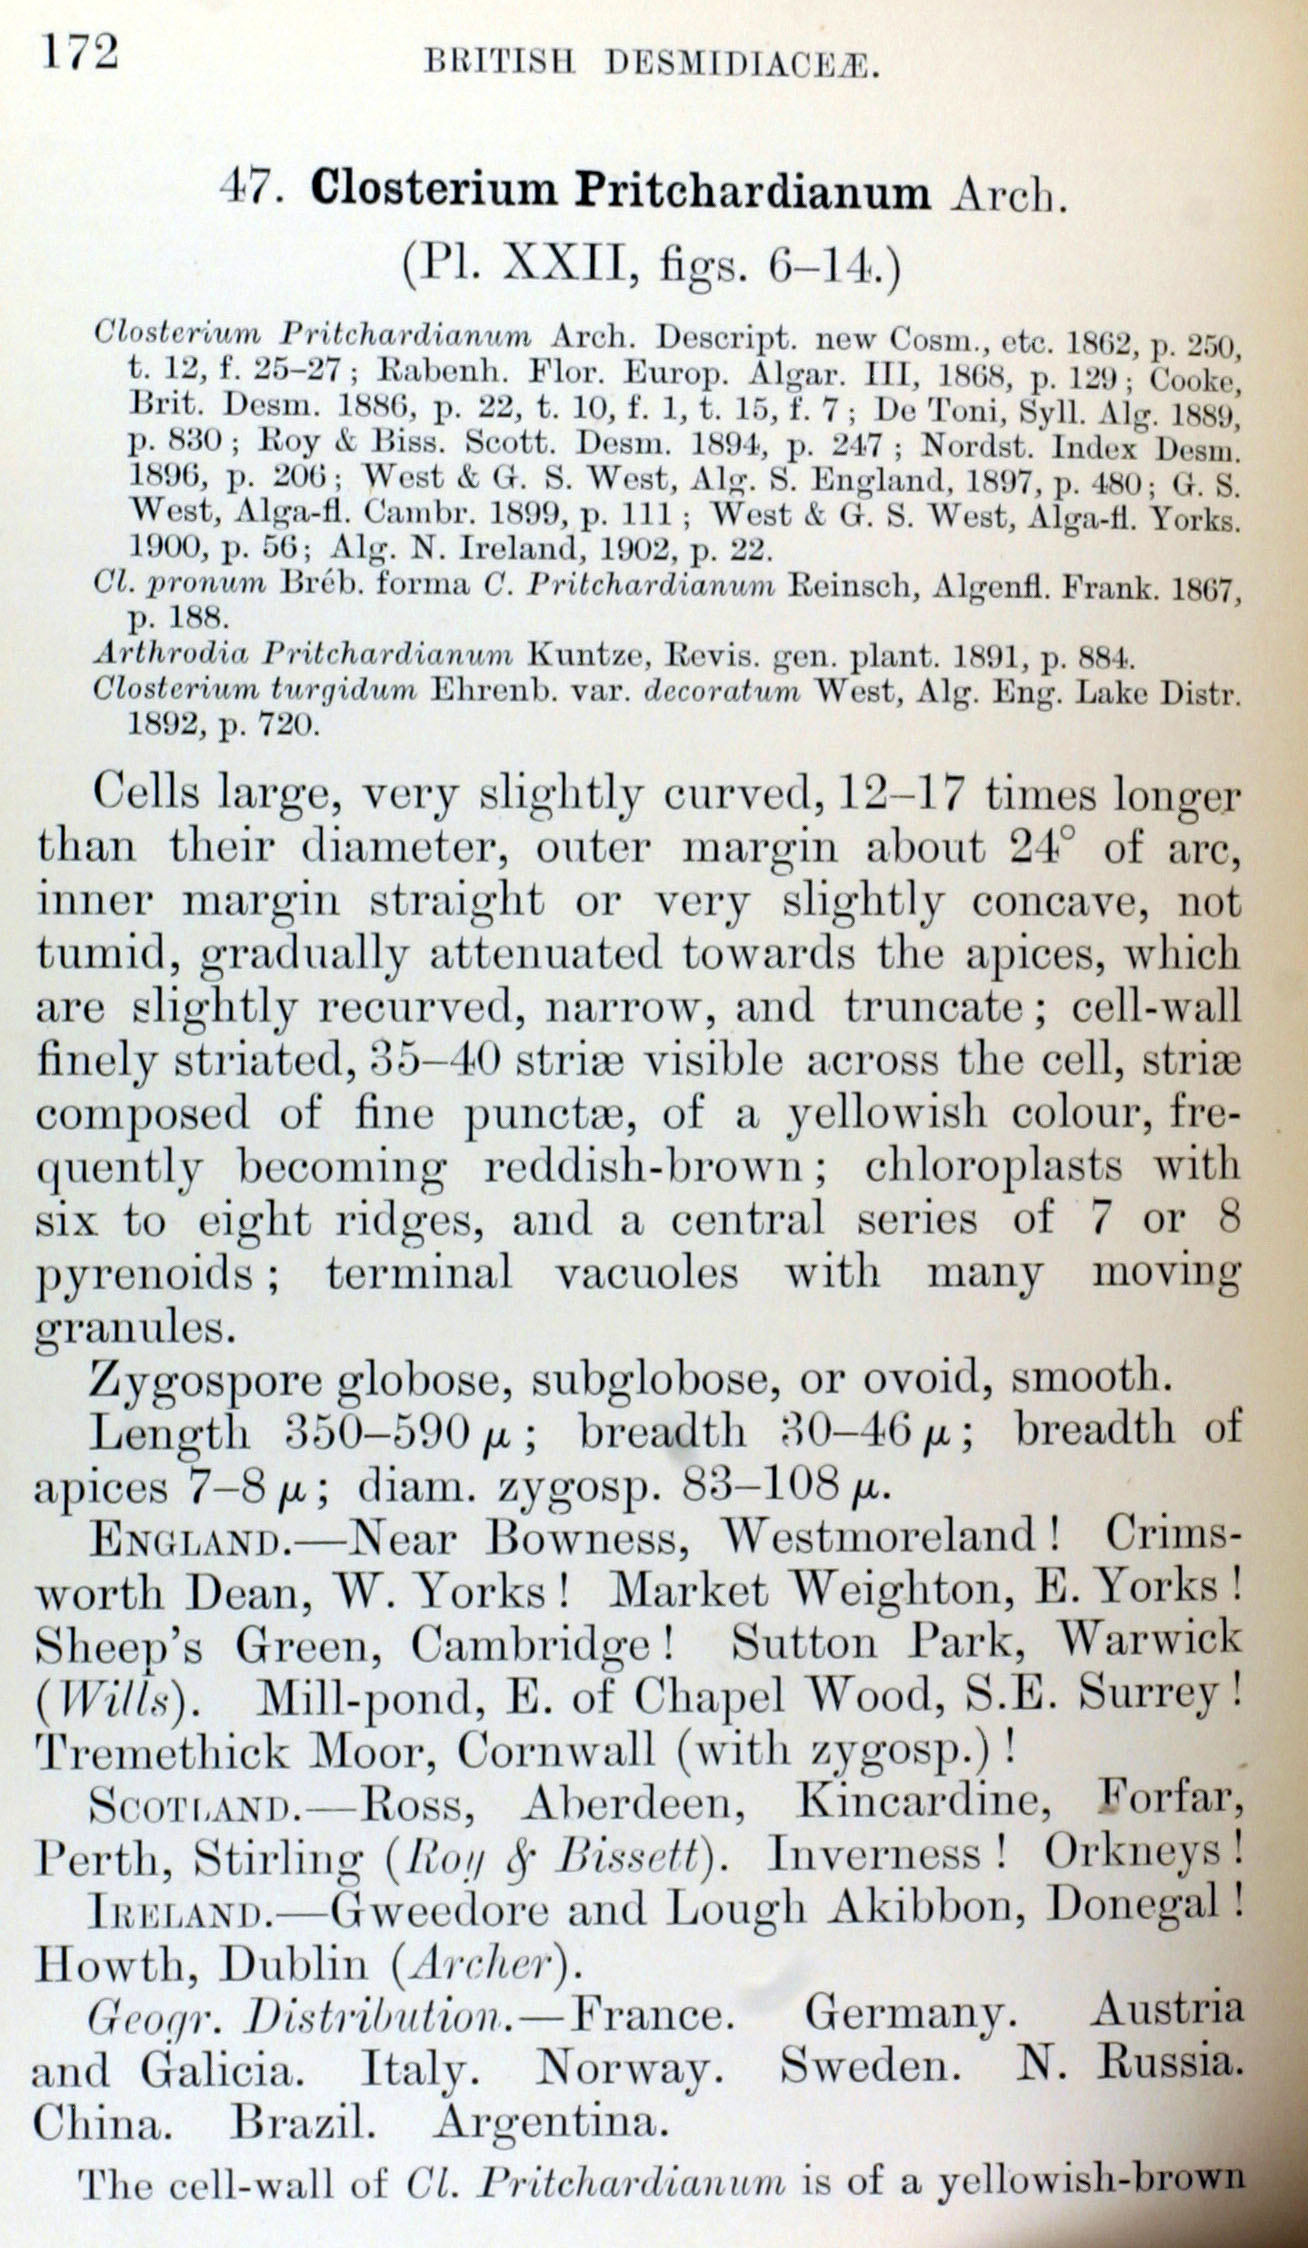 172
BRITISH DESMIDIACEÆ.
47. Closterium Pritchardianum Arch.
(Pl. XXII, figs. 6–14.)
Closterium Pritchardianum Arch. Descript. new Cosm., etc. 1862, p. 250,
t. 12, f. 25–27 ; Rabenh. Flor. Europ. Algar. III, 1868, p. 129 ; Cooke,
Brit. Desm. 1886, p. 22, t. 10, f. 1, t. 15, f. 7 ; De Toni, Syll. Alg. 1889,
p. 830 ; Roy & Biss. Scott. Desm. 1894, p. 247 ; Nordst. Index Desm.
1896, p. 206 ; West & G. S. West, Alg. S. England, 1897, p. 480 ; G. S.
West, Alga-fl. Cambr. 1899, p. 111 ; West & G. S. West, Alga-fl. Yorks.
1900, p. 56 ; Alg. N. Ireland, 1902, p. 22.
Cl. pronum Bréb. forma C. Pritchardianum Reinsch, Algenfl. Frank. 1867,
p. 188.
Arthrodia Pritchardianum Kuntze, Revis. gen. plant. 1891, p. 884.
Closterium turgidum Ehrenb. var. decoratum West, Alg. Eng. Lake Distr.
1892, p. 720.
Cells large, very slightly curved, 12–17 times longer
than their diameter, outer margin about 24° of arc,
inner margin straight or very slightly concave, not
tumid, gradually attenuated towards the apices, which
are slightly recurved, narrow, and truncate ; cell-wall
finely striated, 35–40 striæ visible across the cell, striæ
composed of fine punctæ, of a yellowish colour, fre-
quently becoming reddish-brown ; chloroplasts with
six to eight ridges, and a central series of 7 or 8
pyrenoids ; terminal vacuoles with many moving
granules.
Zygospore globose, subglobose, or ovoid, smooth.
Length 350–590 μ ; breadth 30–46 μ ; breadth of
apices 7–8 μ ; diam. zygosp. 83–108 μ.
ENGLAND.—Near Bowness, Westmoreland ! Crims-
worth Dean, W. Yorks ! Market Weighton, E. Yorks !
Sheep's Green, Cambridge ! Sutton Park, Warwick
(Wills). Mill-pond, E. of Chapel Wood, S.E. Surrey !
Tremethick Moor, Cornwall (with zygosp.) !
SCOTLAND.—Ross, Aberdeen, Kincardine, Forfar,
Perth, Stirling (Roy & Bissett). Inverness ! Orkneys !
IRELAND.—Gweedore and Lough Akibbon, Donegal !
Howth, Dublin (Archer).
Geogr. Distribution.—France. Germany. Austria
and Galicia. Italy. Norway. Sweden. N. Russia.
China. Brazil. Argentina.
The cell-wall of Cl. Pritchardianum is of a yellowish-brown